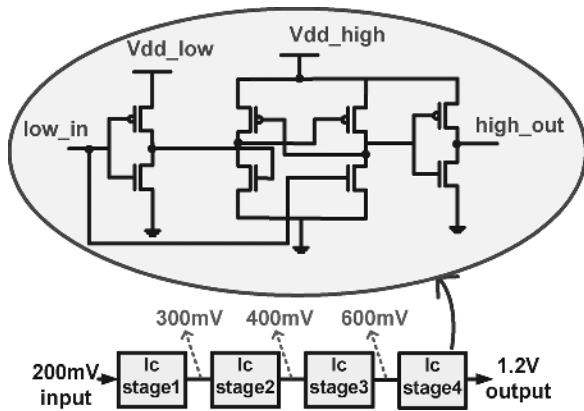 Vdd_low
Vdd_high
low_in
high_out
300mV
400mV
600mV
200mV
input
lc
stage1
lc
stage2
lc
stage3
lc
stage4
1.2V
output